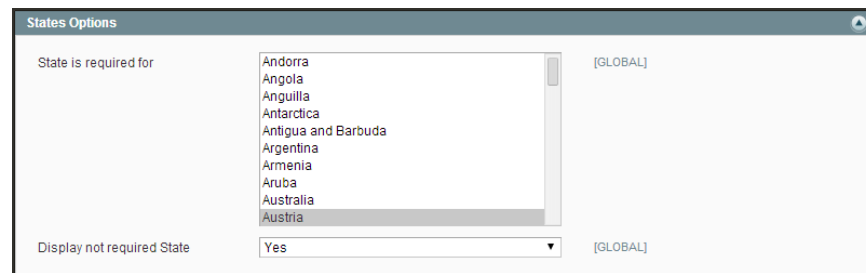 States Options
State is required for
Andorra
Angola
Anguilla
Antarctica
Antigua and Barbuda
Argentina
Armenia
Aruba
Australia
Austria
[GLOBAL]
Display not required State
Yes
[GLOBAL]